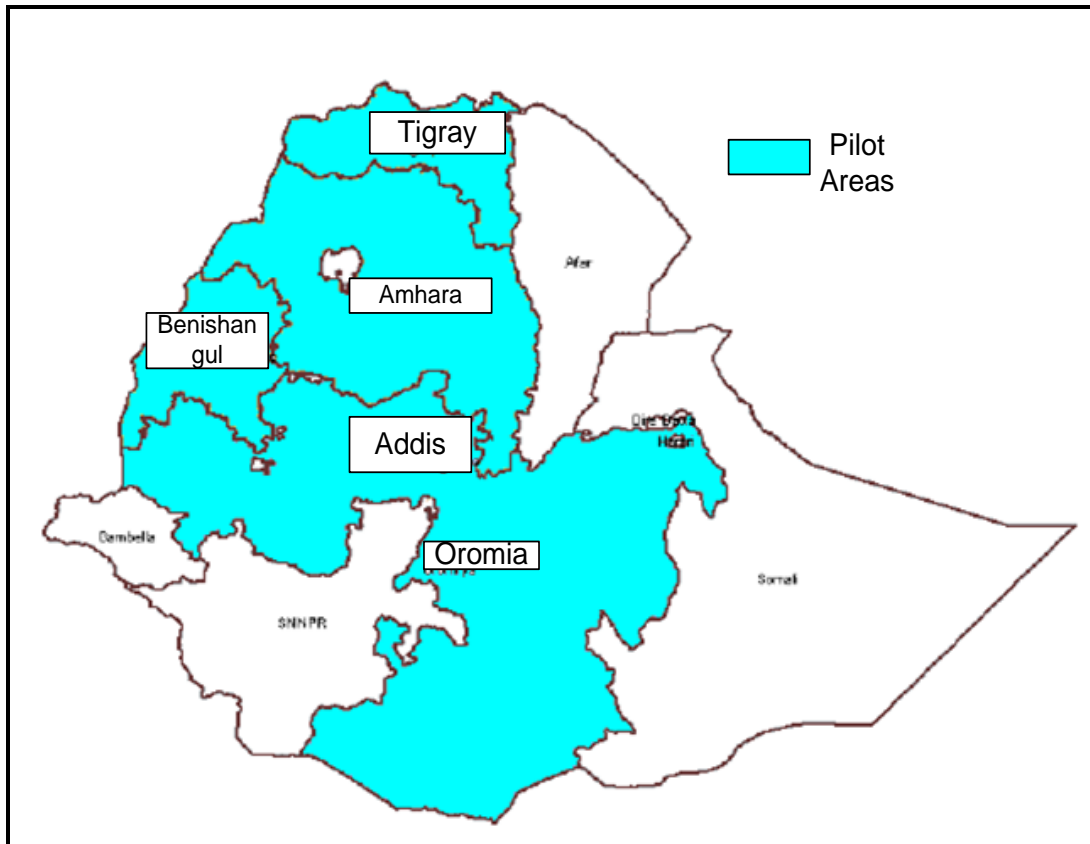 Tigray
Pilot
Areas
Afar
Amhara
Benishan
gul
Dire Dawa
Harari
Addis
Gambella
Oromia
Somali
SNNPR